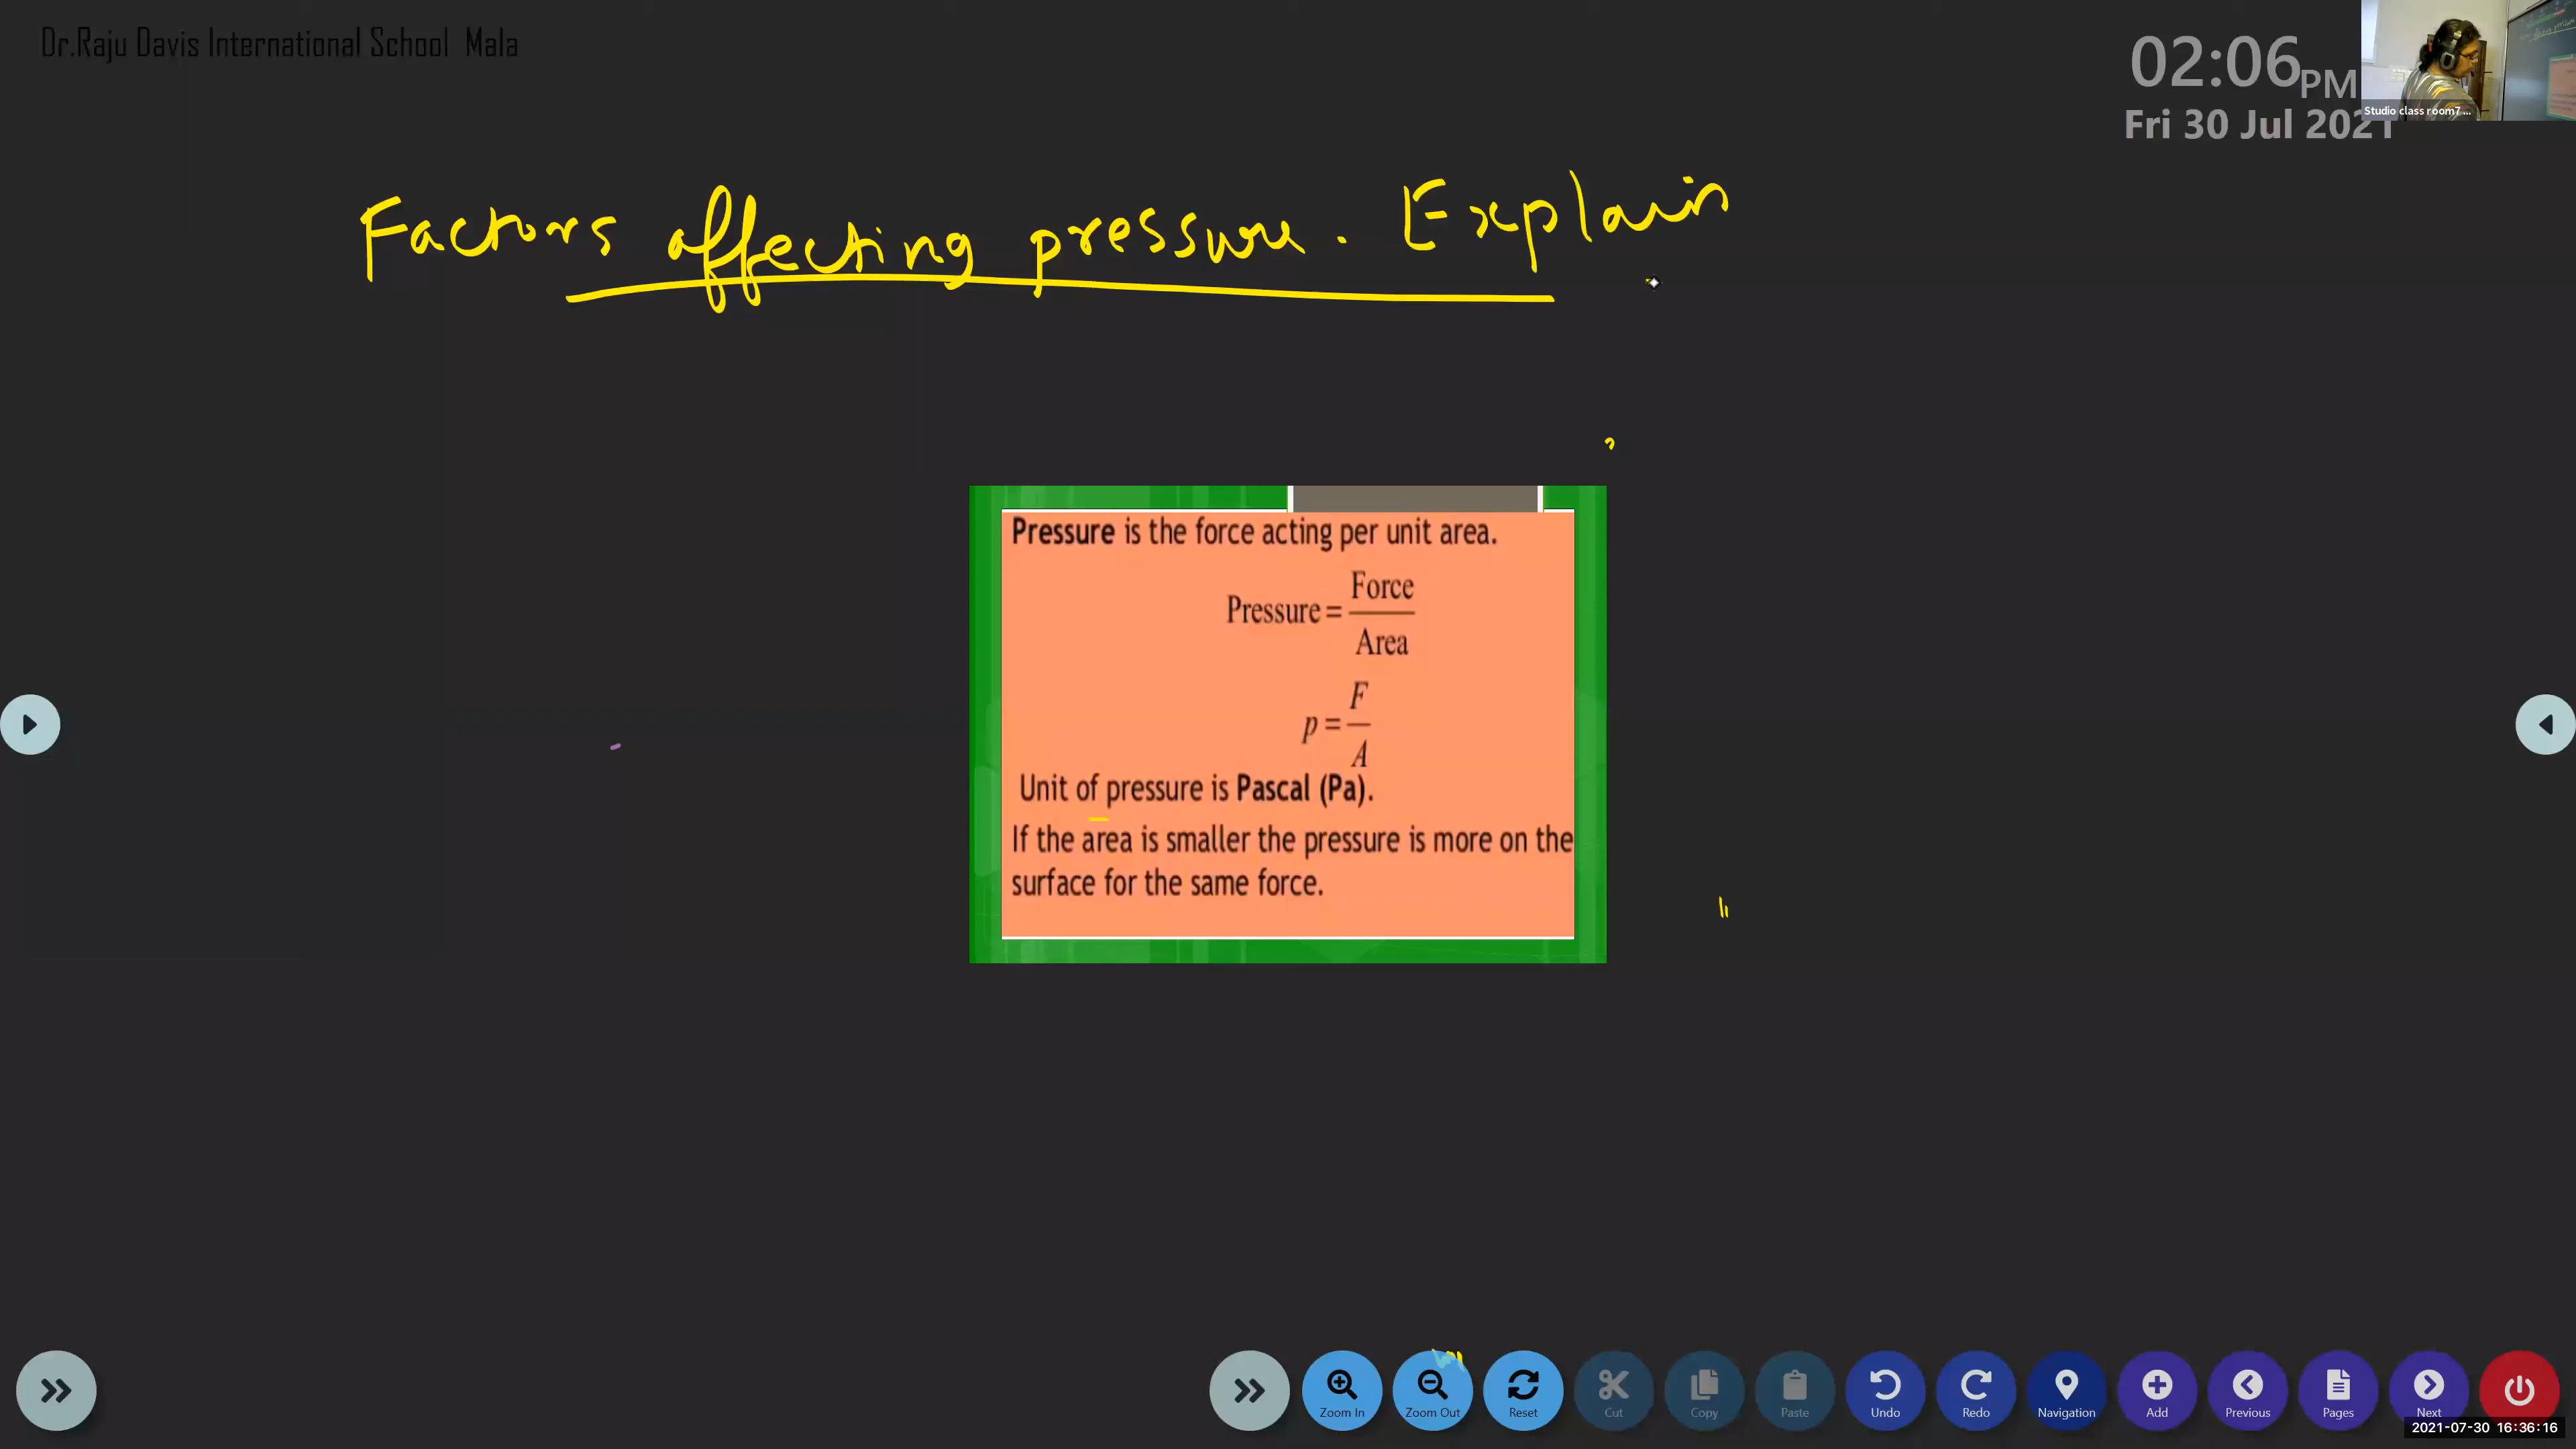 Dr.Raju Davis International School Mala
02:06 PM
Fri 30 Jul 2021
Studio class room7 ...
Factors affecting pressure. Explain
Pressure is the force acting per unit area.
Pressure = Force / Area
p = F / A
Unit of pressure is Pascal (Pa).
If the area is smaller the pressure is more on the
surface for the same force.
Zoom In Zoom Out Reset Cut Copy Paste Undo Redo Navigation Add Previous Pages Next
2021-07-30 16:36:16